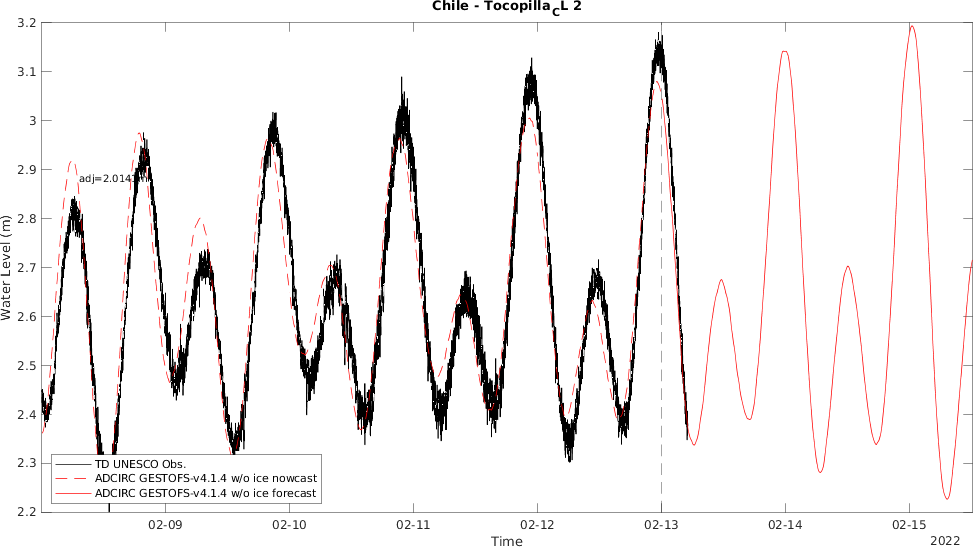 Chile - Tocopilla_CL 2
3.2
3.1
3
2.9
2.8
2.7
2.6
2.5
2.4
2.3
2.2
Water Level (m)
adj=2.0141m
TD UNESCO Obs.
ADCIRC GESTOFS-v4.1.4 w/o ice nowcast
ADCIRC GESTOFS-v4.1.4 w/o ice forecast
02-09
02-10
02-11
02-12
02-13
02-14
02-15
Time
2022